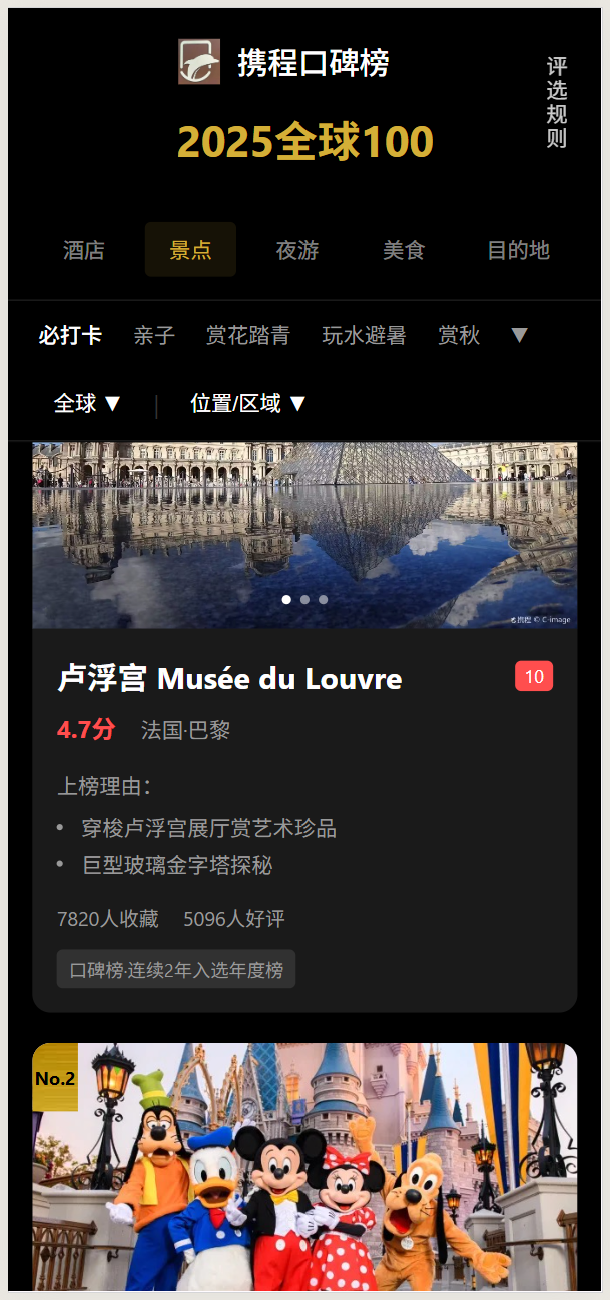 携程口碑榜
评选规则
2025全球100
酒店 景点 夜游 美食 目的地
必打卡 亲子 赏花踏青 玩水避暑 赏秋 ▼
全球 ▼ | 位置/区域 ▼
携程 © C-image
卢浮宫 Musée du Louvre 10
4.7分 法国·巴黎
上榜理由：
• 穿梭卢浮宫展厅赏艺术珍品
• 巨型玻璃金字塔探秘
7820人收藏 5096人好评
口碑榜·连续2年入选年度榜
No.2